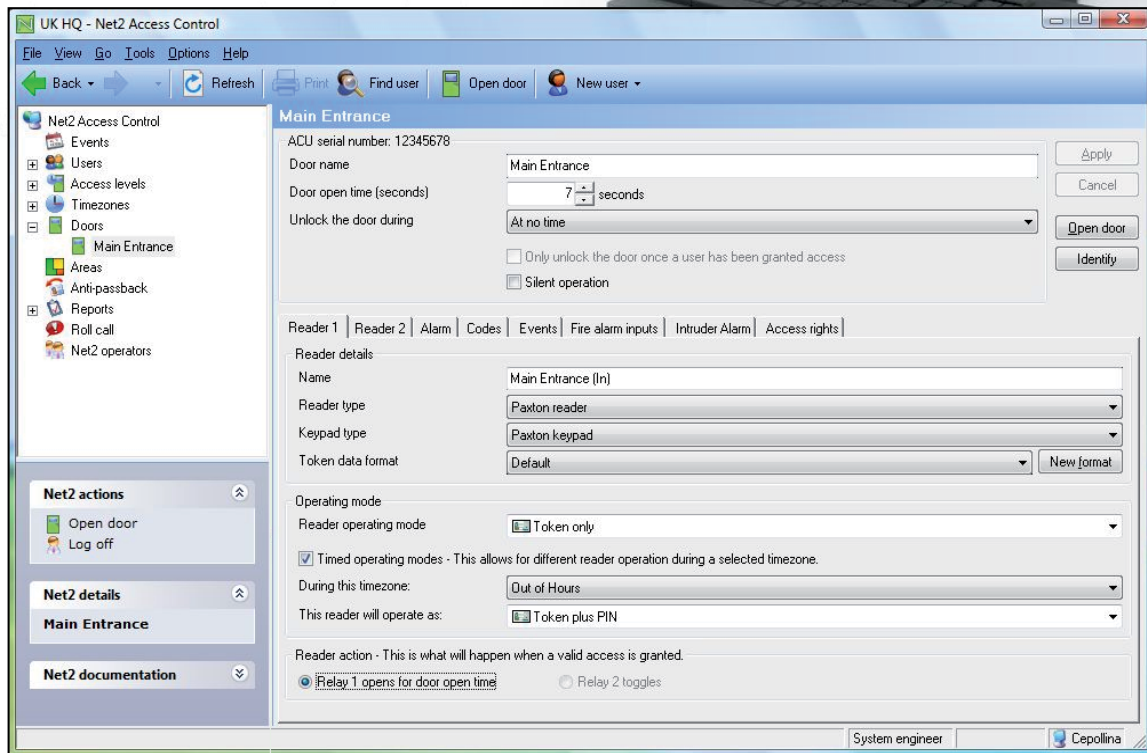 UK HQ - Net2 Access Control
File View Go Tools Options Help
Back Refresh Print Find user Open door New user
Net2 Access Control
Events
Users
Access levels
Timezones
Doors
Main Entrance
Areas
Anti-passback
Reports
Roll call
Net2 operators
Net2 actions
Open door
Log off
Net2 details
Main Entrance
Net2 documentation
Main Entrance
ACU serial number: 12345678
Door name Main Entrance
Door open time (seconds) 7 seconds
Unlock the door during At no time
Only unlock the door once a user has been granted access
Silent operation
Apply
Cancel
Open door
Identify
Reader 1 Reader 2 Alarm Codes Events Fire alarm inputs Intruder Alarm Access rights
Reader details
Name Main Entrance (In)
Reader type Paxton reader
Keypad type Paxton keypad
Token data format Default New format
Operating mode
Reader operating mode Token only
Timed operating modes - This allows for different reader operation during a selected timezone.
During this timezone: Out of Hours
This reader will operate as: Token plus PIN
Reader action - This is what will happen when a valid access is granted.
Relay 1 opens for door open time Relay 2 toggles
System engineer Cepollina